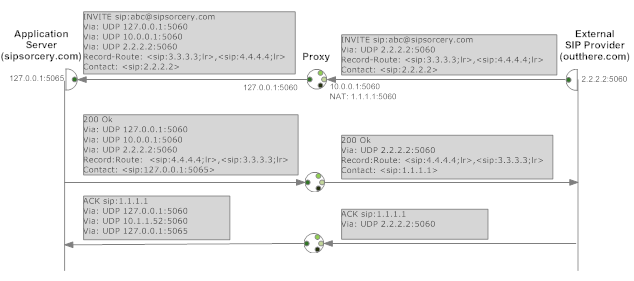 INVITE sip:abc@sipsorcery.com
Via: UDP 127.0.0.1:5060
Via: UDP 10.0.0.1:5060
Via: UDP 2.2.2.2:5060
Record-Route: <sip:3.3.3.3;lr>,<sip:4.4.4.4;lr>
Contact: <sip:2.2.2.2>
Application
Server
(sipsorcery.com)
127.0.0.1:5065
127.0.0.1:5060
Proxy
10.0.0.1:5060
NAT: 1.1.1.1:5060
INVITE sip:abc@sipsorcery.com
Via: UDP 2.2.2.2:5060
Record-Route: <sip:3.3.3.3;lr>,<sip:4.4.4.4;lr>
Contact: <sip:2.2.2.2>
External
SIP Provider
(outthere.com)
2.2.2.2:5060
200 Ok
Via: UDP 127.0.0.1:5060
Via: UDP 10.0.0.1:5060
Via: UDP 2.2.2.2:5060
Record:Route: <sip:4.4.4.4;lr>,<sip:3.3.3.3;lr>
Contact: <sip:127.0.0.1:5065>
200 Ok
Via: UDP 2.2.2.2:5060
Record-Route: <sip:4.4.4.4;lr>,<sip:3.3.3.3;lr>
Contact: <sip:1.1.1.1>
ACK sip:1.1.1.1
Via: UDP 127.0.0.1:5060
Via: UDP 10.1.1.52:5060
Via: UDP 127.0.0.1:5065
ACK sip:1.1.1.1
Via: UDP 2.2.2.2:5060